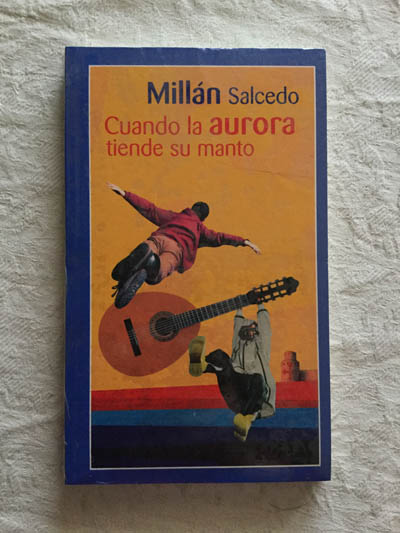 Millán Salcedo
Cuando la aurora
tiende su manto